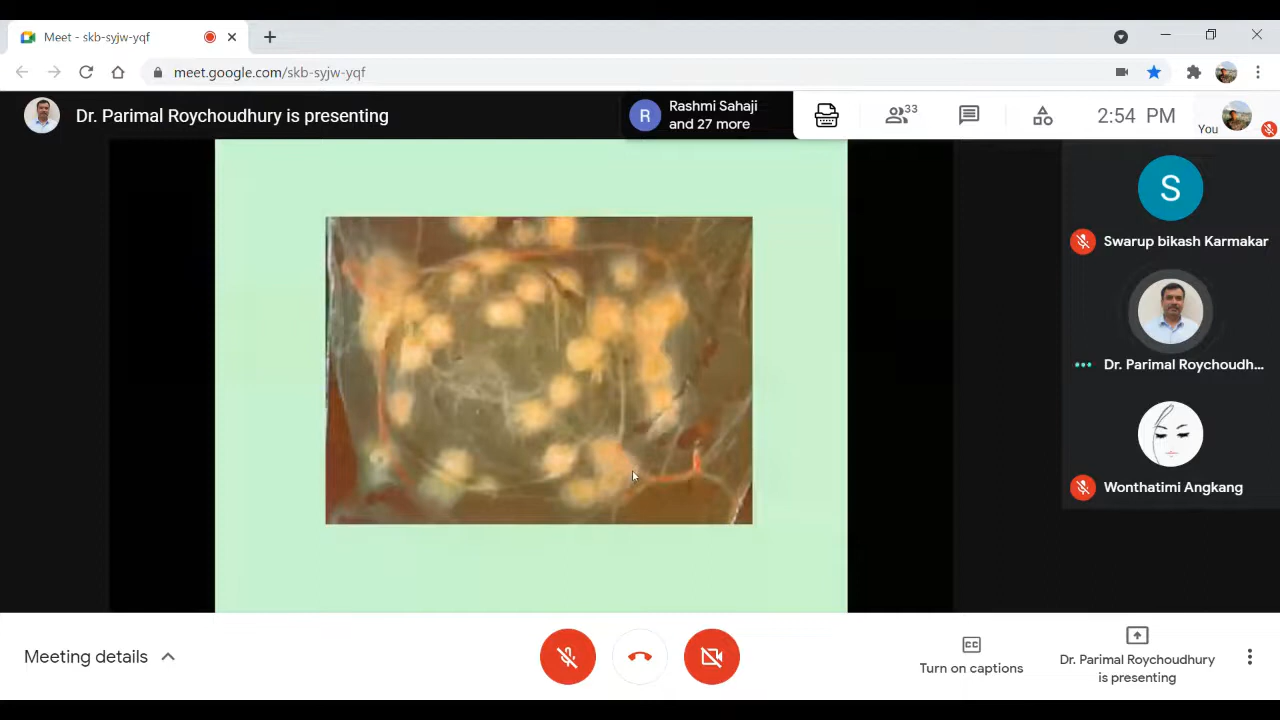 Meet - skb-syjw-yqf
meet.google.com/skb-syjw-yqf
Dr. Parimal Roychoudhury is presenting
R
Rashmi Sahaji
and 27 more
33
2:54 PM
You
S
Swarup bikash Karmakar
Dr. Parimal Roychoudh...
Wonthatimi Angkang
Meeting details
CC
Turn on captions
Dr. Parimal Roychoudhury
is presenting